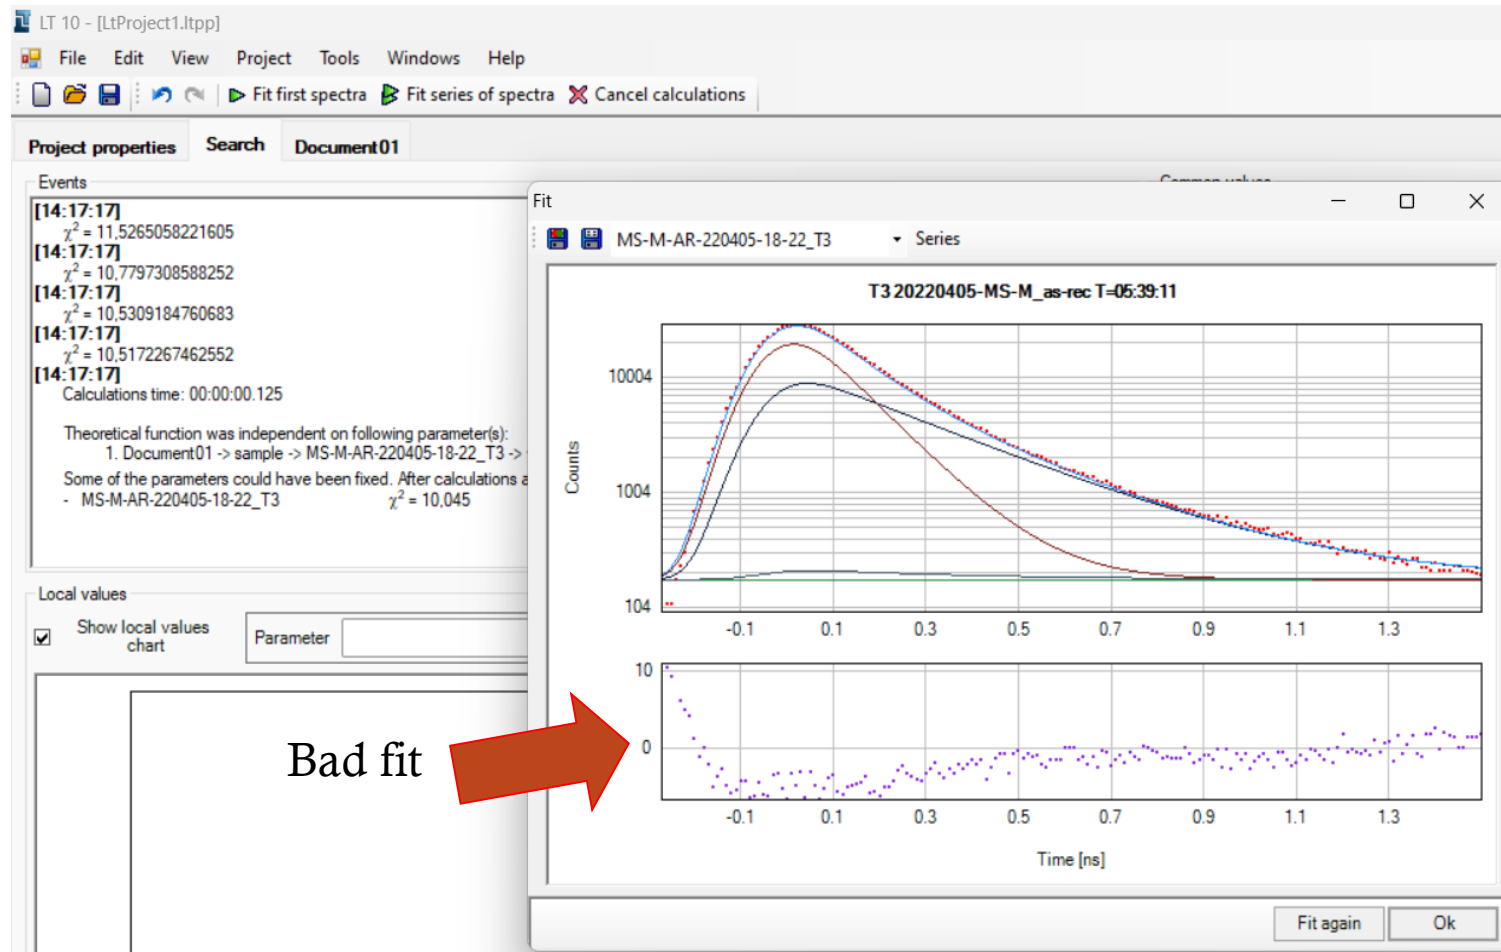 LT 10 - [LtProject1.ltpp]
File Edit View Project Tools Windows Help
Fit first spectra Fit series of spectra Cancel calculations
Project properties Search Document01
Events
[14:17:17]
χ² = 11,5265058221605
[14:17:17]
χ² = 10,7797308588252
[14:17:17]
χ² = 10,5309184760683
[14:17:17]
χ² = 10,5172267462552
[14:17:17]
Calculations time: 00:00:00.125
Theoretical function was independent on following parameter(s):
1. Document01 -> sample -> MS-M-AR-220405-18-22_T3 ->
Some of the parameters could have been fixed. After calculations a
- MS-M-AR-220405-18-22_T3 χ² = 10,045
Local values
Show local values
chart
Parameter
Common values
Fit
MS-M-AR-220405-18-22_T3 Series
T3 20220405-MS-M_as-rec T=05:39:11
Counts
10004
1004
104
-0.1 0.1 0.3 0.5 0.7 0.9 1.1 1.3
10
0
-0.1 0.1 0.3 0.5 0.7 0.9 1.1 1.3
Time [ns]
Bad fit
Fit again Ok